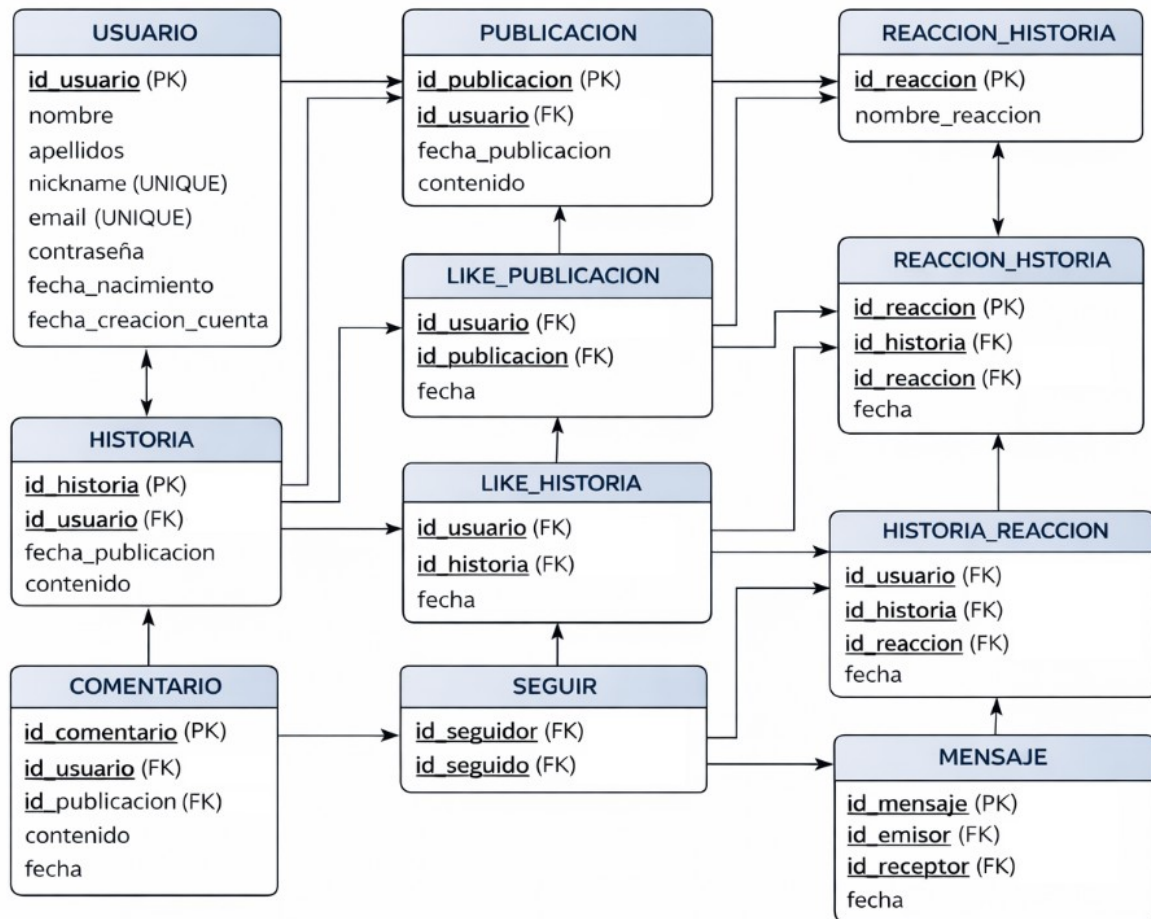 USUARIO
id_usuario (PK)
nombre
apellidos
nickname (UNIQUE)
email (UNIQUE)
contraseña
fecha_nacimiento
fecha_creacion_cuenta
PUBLICACION
id_publicacion (PK)
id_usuario (FK)
fecha_publicacion
contenido
REACCION_HISTORIA
id_reaccion (PK)
nombre_reaccion
LIKE_PUBLICACION
id_usuario (FK)
id_publicacion (FK)
fecha
REACCION_HSTORIA
id_reaccion (PK)
id_historia (FK)
id_reaccion (FK)
fecha
HISTORIA
id_historia (PK)
id_usuario (FK)
fecha_publicacion
contenido
LIKE_HISTORIA
id_usuario (FK)
id_historia (FK)
fecha
HISTORIA_REACCION
id_usuario (FK)
id_historia (FK)
id_reaccion (FK)
fecha
COMENTARIO
id_comentario (PK)
id_usuario (FK)
id_publicacion (FK)
contenido
fecha
SEGUIR
id_seguidor (FK)
id_seguido (FK)
MENSAJE
id_mensaje (PK)
id_emisor (FK)
id_receptor (FK)
fecha